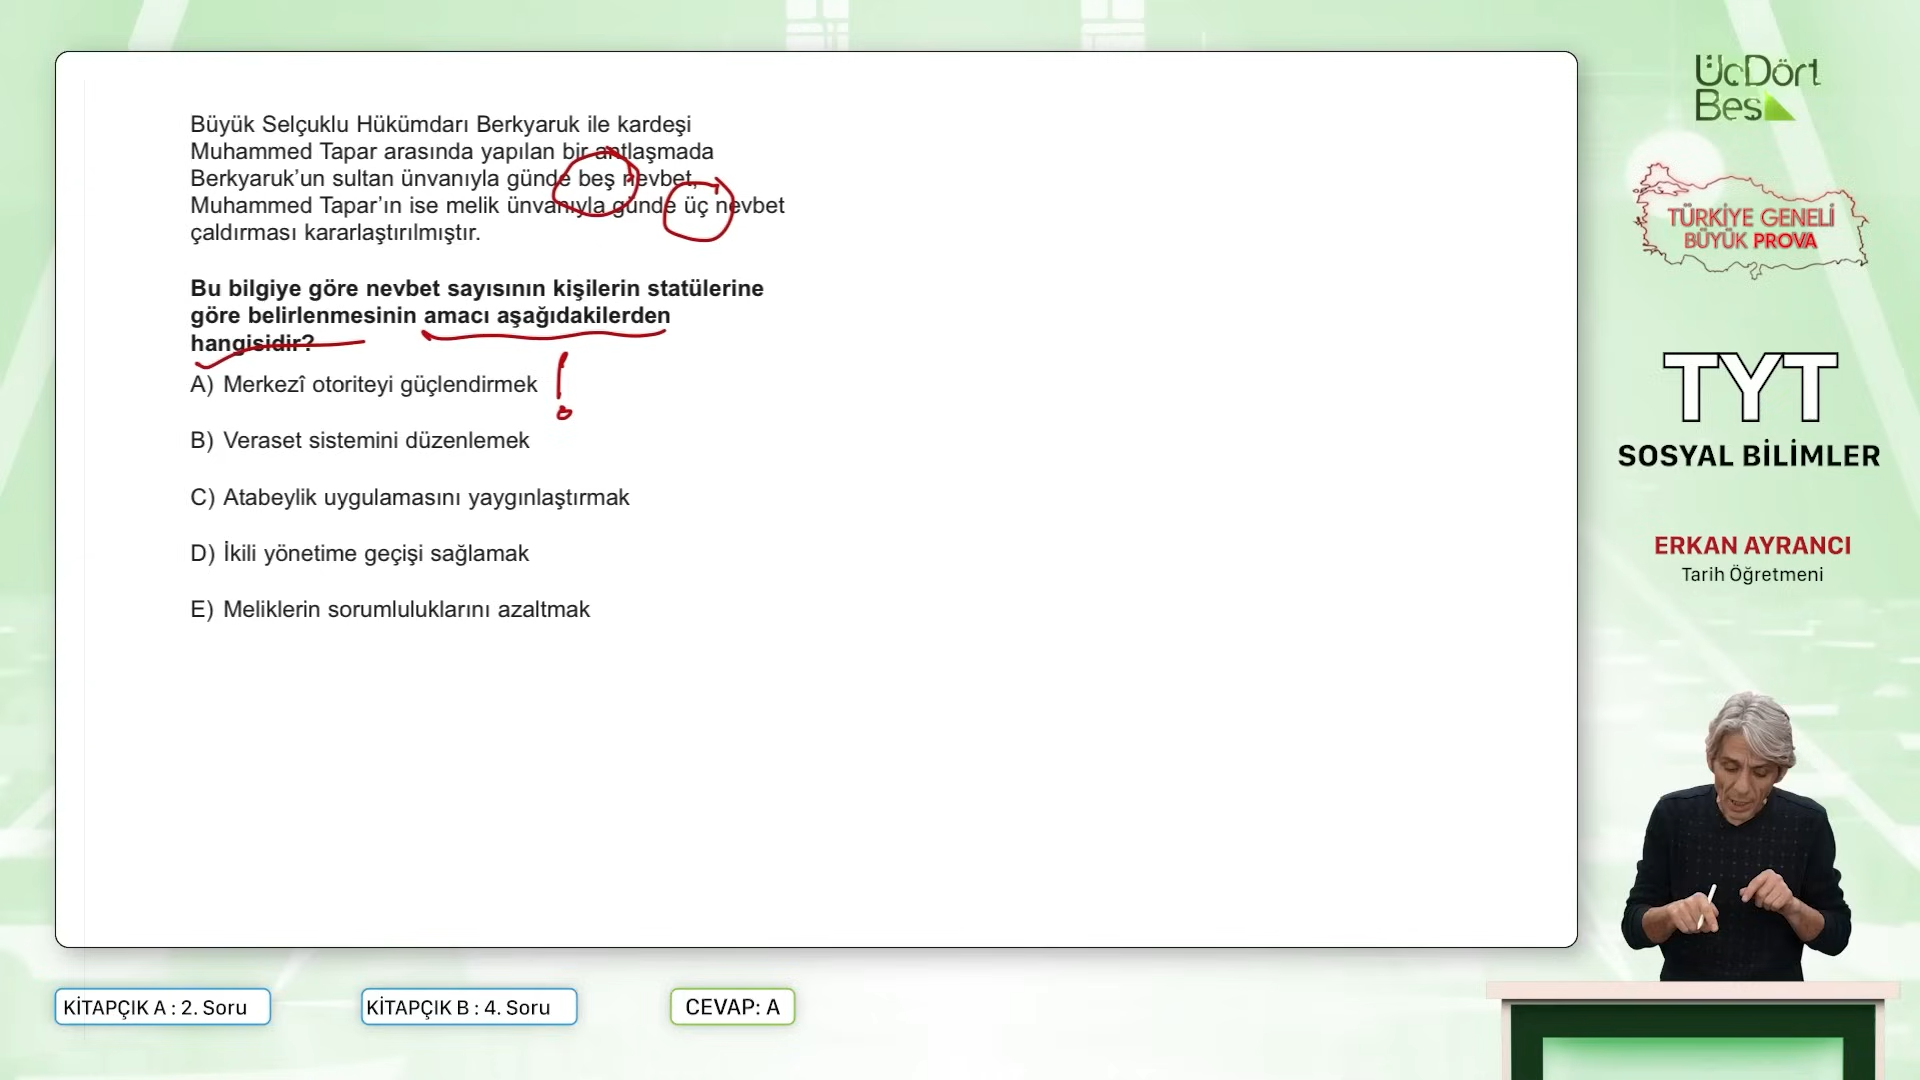 Büyük Selçuklu Hükümdarı Berkyaruk ile kardeşi
Muhammed Tapar arasında yapılan bir antlaşmada
Berkyaruk'un sultan ünvanıyla günde beş nevbet,
Muhammed Tapar'ın ise melik ünvanıyla günde üç nevbet
çaldırması kararlaştırılmıştır.
Bu bilgiye göre nevbet sayısının kişilerin statülerine
göre belirlenmesinin amacı aşağıdakilerden
hangisidir?
A) Merkezî otoriteyi güçlendirmek
B) Veraset sistemini düzenlemek
C) Atabeylik uygulamasını yaygınlaştırmak
D) İkili yönetime geçişi sağlamak
E) Meliklerin sorumluluklarını azaltmak
KİTAPÇIK A : 2. Soru
KİTAPÇIK B : 4. Soru
CEVAP: A
ÜçDört
Beş
TÜRKİYE GENELİ
BÜYÜK PROVA
TYT
SOSYAL BİLİMLER
ERKAN AYRANCI
Tarih Öğretmeni